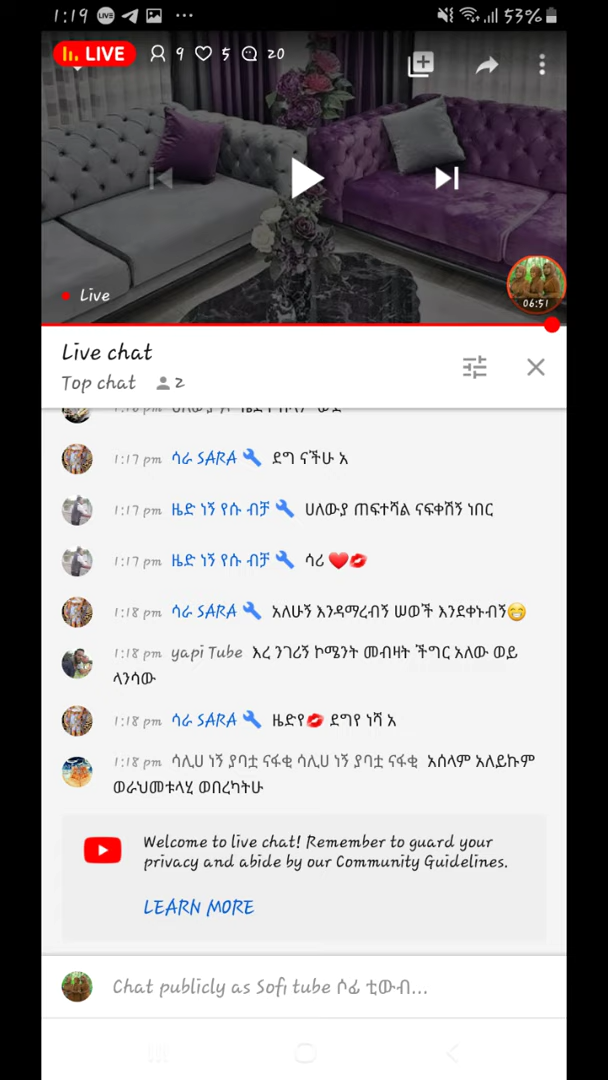 1:19 LIVE 53%
LIVE 9 5 20
Live
06:51
Live chat
Top chat 2
1:17 pm ሳራ SARA ደግ ናችሁ አ
1:17 pm ዜድ ነኝ የሱ ብቻ ሀለውያ ጠፍተሻል ናፍቀሽኝ ነበር
1:17 pm ዜድ ነኝ የሱ ብቻ ሳሪ ❤️💋
1:18 pm ሳራ SARA አለሁኝ እንዳማረብኝ ሠወች እንደቀኑብኝ😁
1:18 pm yapi Tube እረ ንገሪኝ ኮሜንት መብዛት ችግር አለው ወይ
ላንሳው
1:18 pm ሳራ SARA ዜድየ💋 ደግየ ነሻ አ
1:18 pm ሳሊሀ ነኝ ያባቷ ናፋቂ ሳሊሀ ነኝ ያባቷ ናፋቂ አሰላም አለይኩም
ወራህመቱላሂ ወበረካትሁ
Welcome to live chat! Remember to guard your
privacy and abide by our Community Guidelines.
LEARN MORE
Chat publicly as Sofi tube ሶፊ ቲውብ...